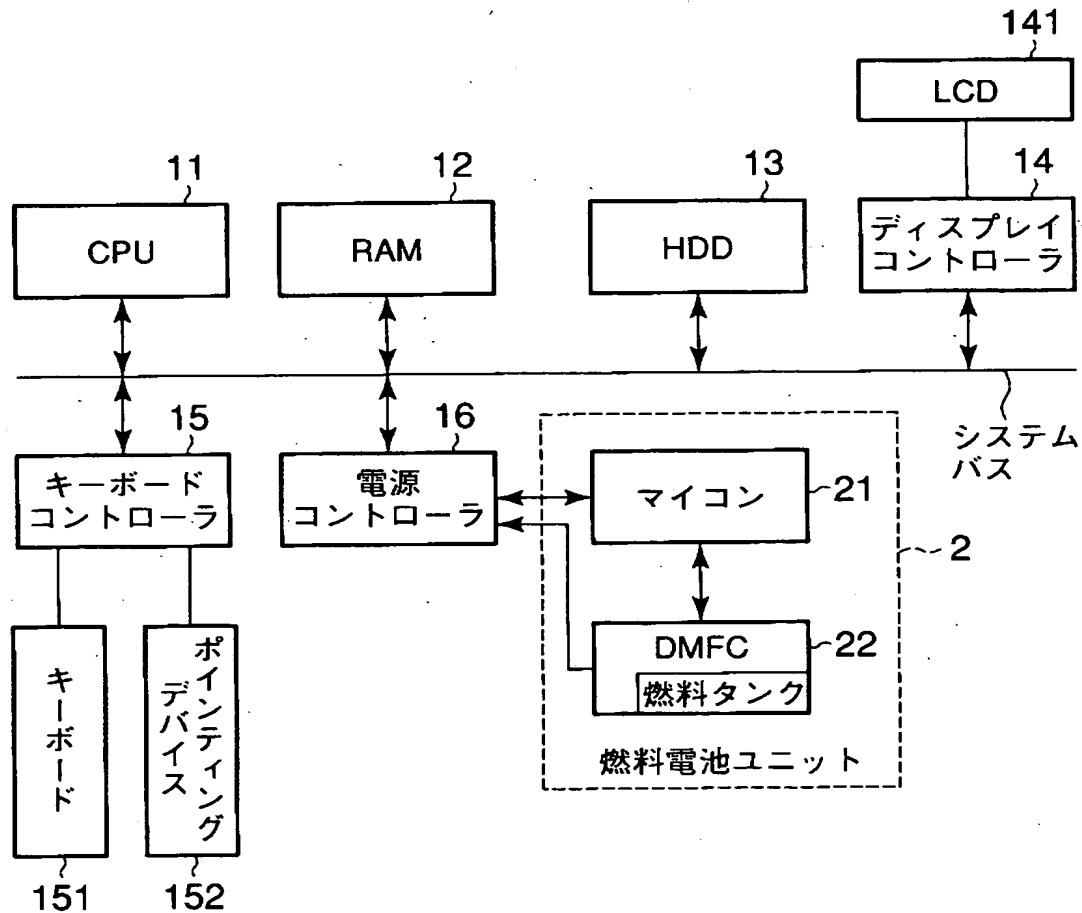 141
LCD
11
12
13
14
CPU
RAM
HDD
ディスプレイ
コントローラ
システム
バス
15
16
キーボード
コントローラ
電源
コントローラ
マイコン
21
2
DMFC
22
燃料タンク
燃料電池ユニット
キーボード
ポインティング
デバイス
151
152